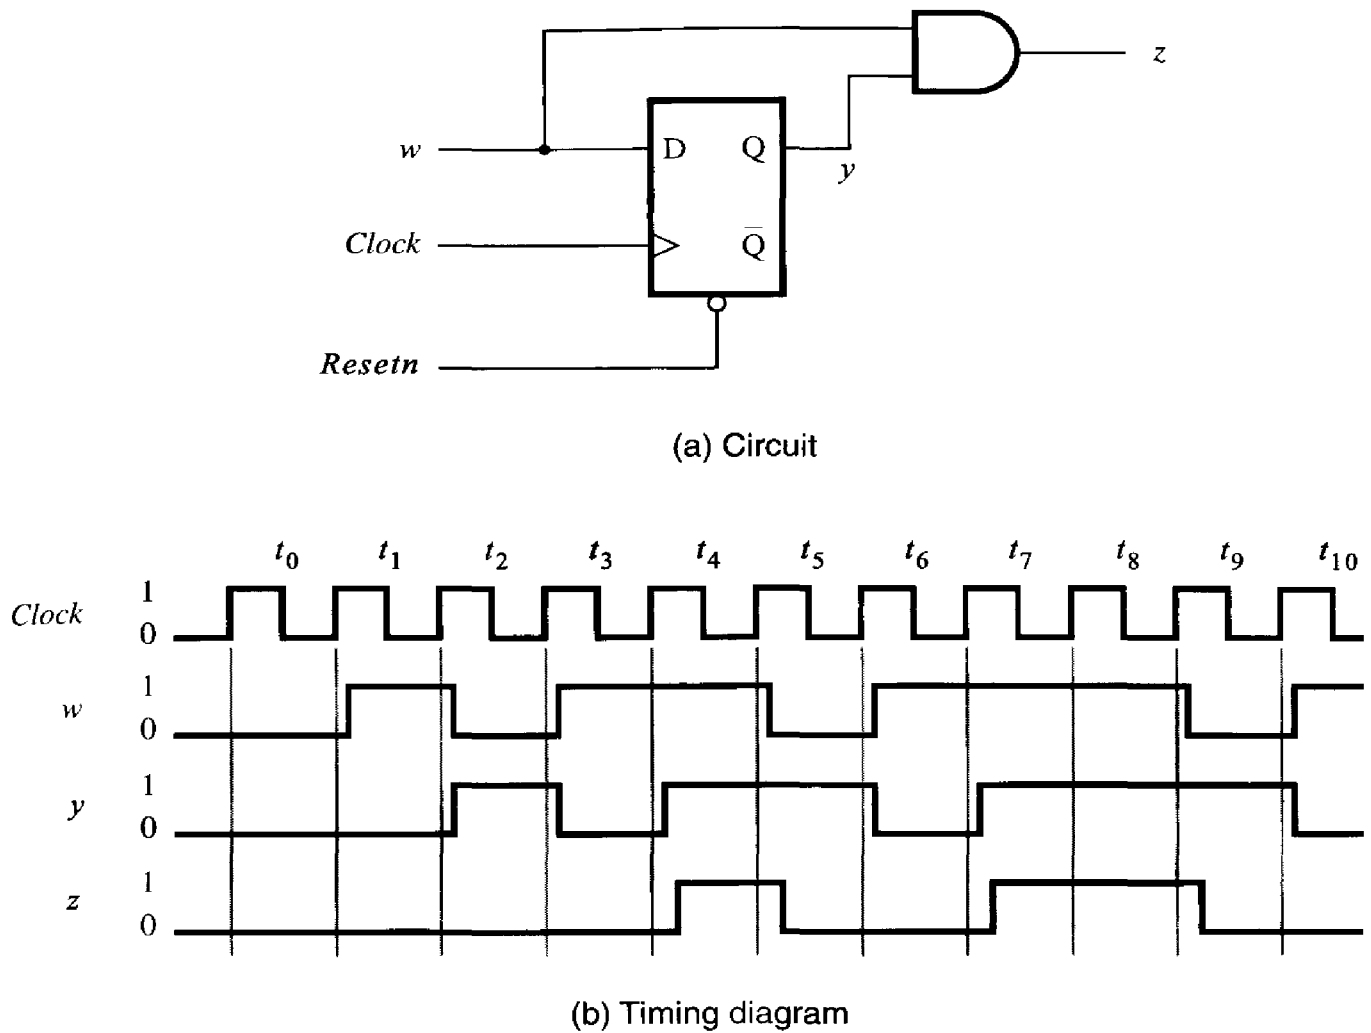 z
w D Q
y
Clock Q̅
Resetn
(a) Circuit
t₀ t₁ t₂ t₃ t₄ t₅ t₆ t₇ t₈ t₉ t₁₀
Clock 1 0
w 1 0
y 1 0
z 1 0
(b) Timing diagram